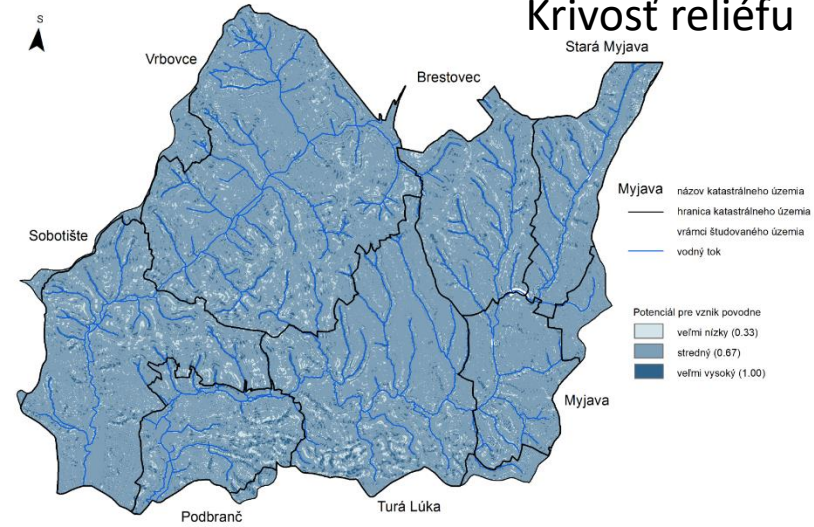 Krivosť reliéfu
S
Stará Myjava
Vrbovce
Brestovec
Myjava názov katastrálneho územia
hranica katastrálneho územia
vrámci študovaného územia
vodný tok
Sobotište
Potenciál pre vznik povodne
veľmi nízky (0.33)
stredný (0.67)
veľmi vysoký (1.00)
Myjava
Turá Lúka
Podbranč